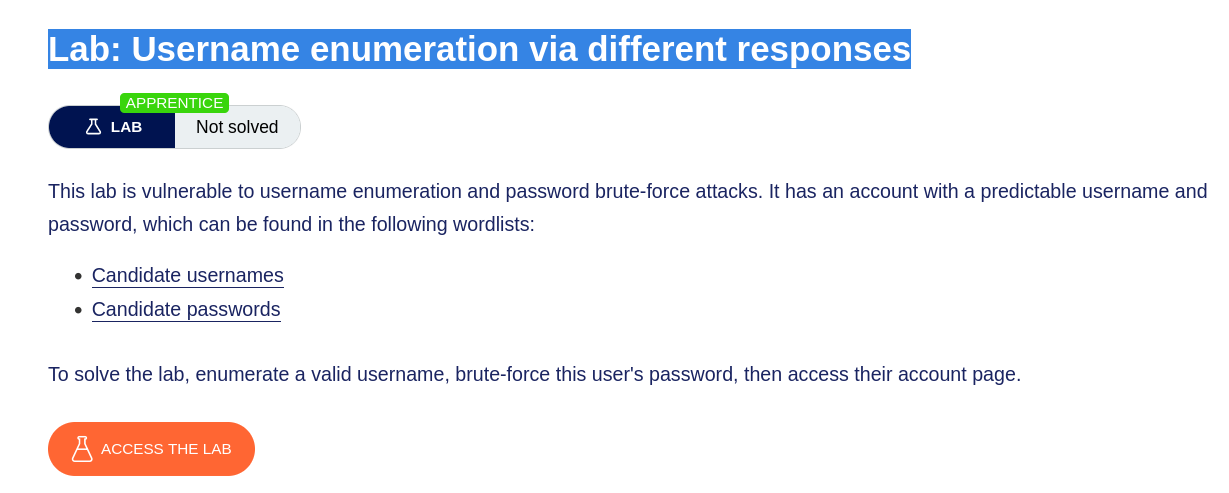 Lab: Username enumeration via different responses
APPRENTICE
LAB Not solved
This lab is vulnerable to username enumeration and password brute-force attacks. It has an account with a predictable username and
password, which can be found in the following wordlists:
Candidate usernames
Candidate passwords
To solve the lab, enumerate a valid username, brute-force this user's password, then access their account page.
ACCESS THE LAB